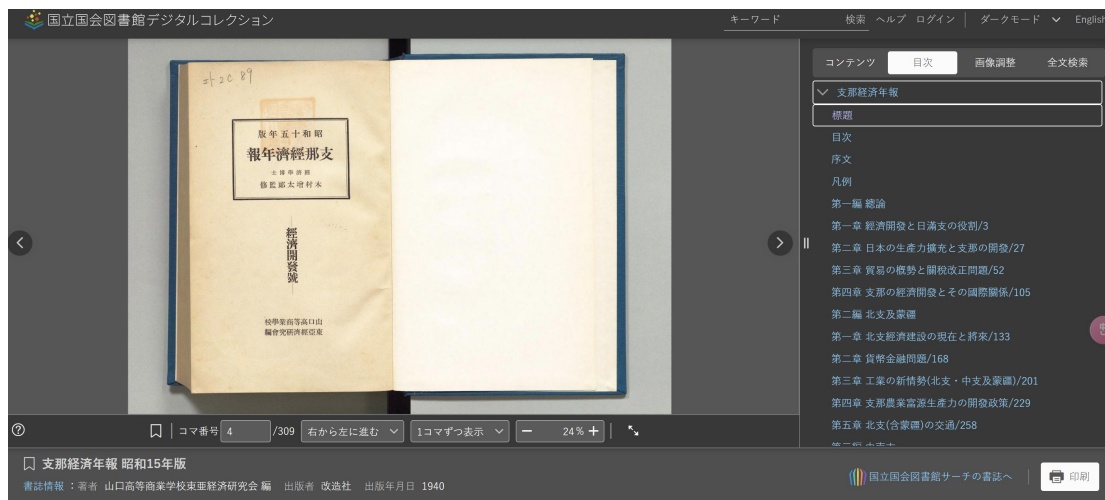 国立国会図書館デジタルコレクション
キーワード
検索
ヘルプ
ログイン
ダークモード
English
コンテンツ
目次
画像調整
全文検索
支那経済年報
標題
目次
序文
凡例
第一編 總論
第一章 經濟開發と日滿支の役割/3
第二章 日本の生產力擴充と支那の開發/27
第三章 貿易の概勢と關稅改正問題/52
第四章 支那の經濟開發とその國際關係/105
第二編 北支及蒙疆
第一章 北支經濟建設の現在と將來/133
第二章 貨幣金融問題/168
第三章 工業の新情勢(北支・中支及蒙疆)/201
第四章 支那農業富源生產力の開發政策/229
第五章 北支(含蒙疆)の交通/258
版年五十和昭
報年濟經那支
士博學濟經
修監郎太增村木
經濟開發號
校學業商等高口山
編會究硏濟經亞東
コマ番号 4 /309
右から左に進む
1コマずつ表示
24%
支那経済年報 昭和15年版
書誌情報 :著者 山口高等商業学校東亜経済研究会 編 出版者 改造社 出版年月日 1940
国立国会図書館サーチの書誌へ
印刷